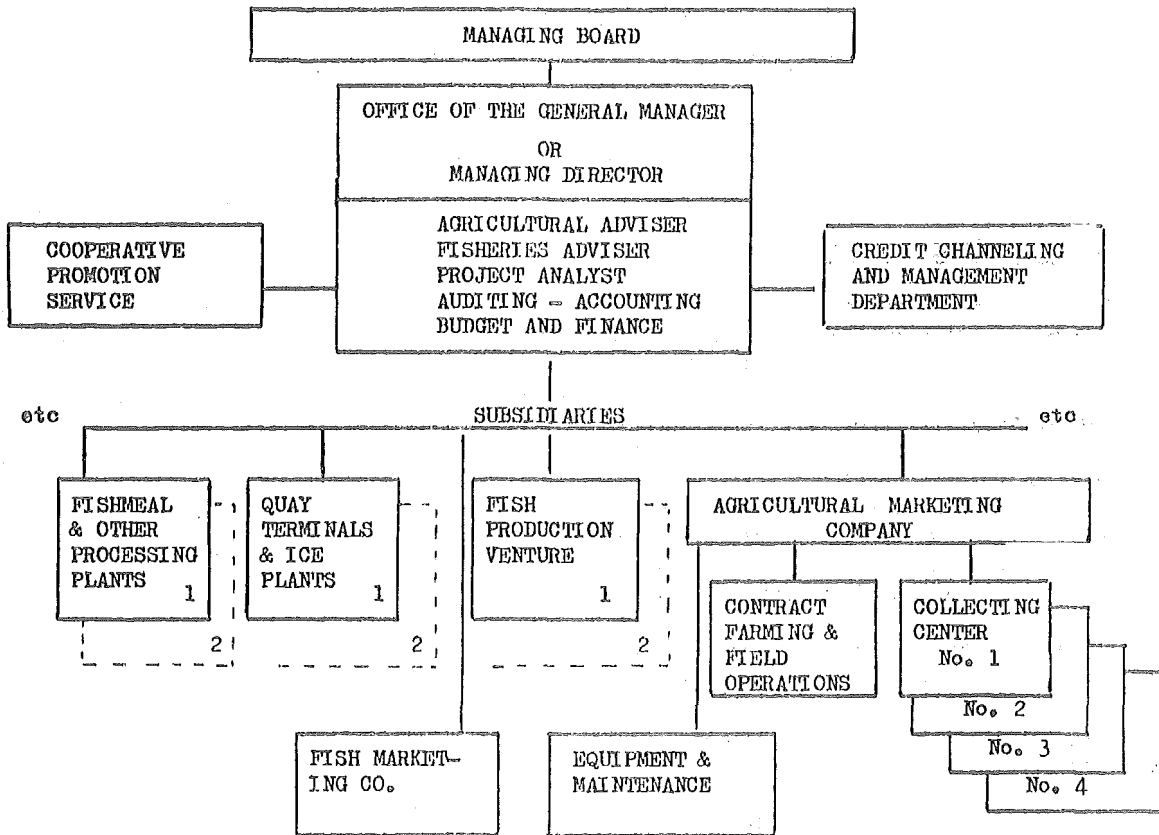 MANAGING BOARD
OFFICE OF THE GENERAL MANAGER
OR
MANAGING DIRECTOR
AGRICULTURAL ADVISER
FISHERIES ADVISER
PROJECT ANALYST
AUDITING - ACCOUNTING
BUDGET AND FINANCE
COOPERATIVE
PROMOTION
SERVICE
CREDIT CHANNELING
AND MANAGEMENT
DEPARTMENT
etc
SUBSIDIARIES
etc
FISHMEAL
& OTHER
PROCESSING
PLANTS
1
2
QUAY
TERMINALS
& ICE
PLANTS
1
2
FISH
PRODUCTION
VENTURE
1
2
AGRICULTURAL MARKETING
COMPANY
CONTRACT
FARMING &
FIELD
OPERATIONS
COLLECTING
CENTER
No. 1
No. 2
No. 3
No. 4
FISH MARKET-
ING CO.
EQUIPMENT &
MAINTENANCE